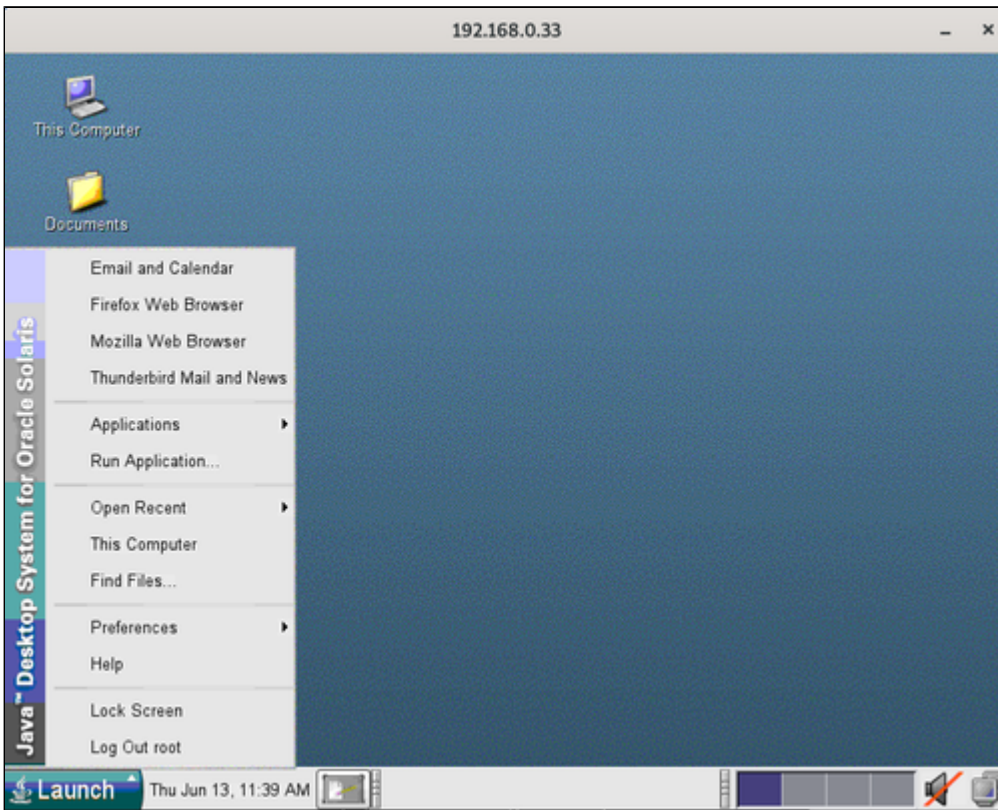 192.168.0.33
This Computer
Documents
Email and Calendar
Firefox Web Browser
Mozilla Web Browser
Thunderbird Mail and News
Applications
Run Application...
Open Recent
This Computer
Find Files...
Preferences
Help
Lock Screen
Log Out root
Java™ Desktop System for Oracle Solaris
Launch
Thu Jun 13, 11:39 AM